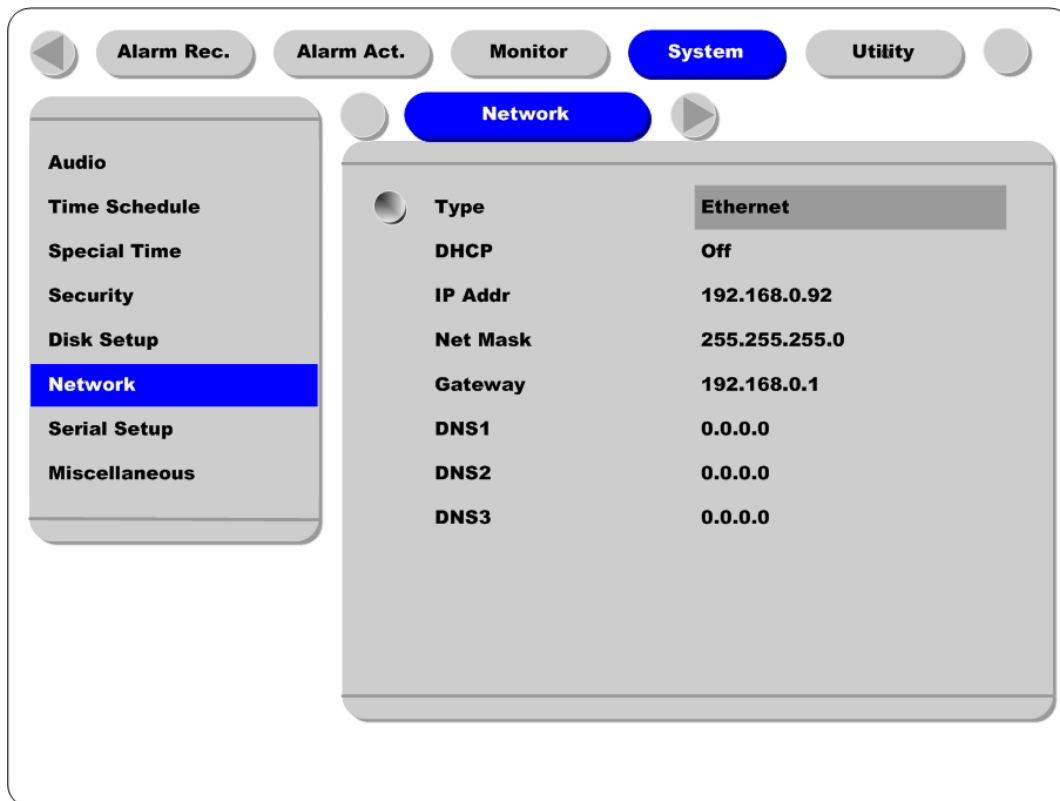 Alarm Rec. Alarm Act. Monitor System Utility
Network
Audio
Time Schedule
Special Time
Security
Disk Setup
Network
Serial Setup
Miscellaneous
Type Ethernet
DHCP Off
IP Addr 192.168.0.92
Net Mask 255.255.255.0
Gateway 192.168.0.1
DNS1 0.0.0.0
DNS2 0.0.0.0
DNS3 0.0.0.0